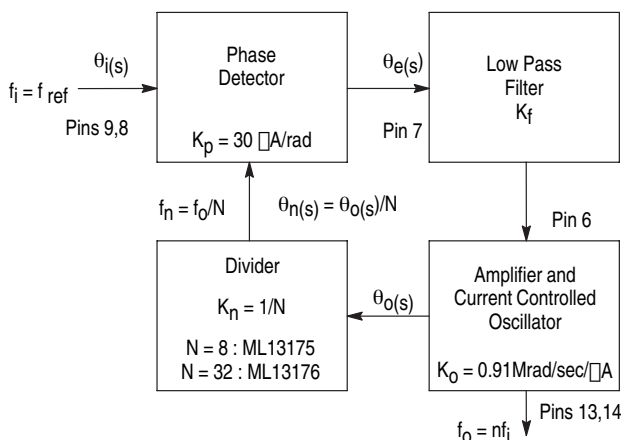 θi(s)
fi = f ref
Pins 9,8
Phase
Detector
Kp = 30 □A/rad
θe(s)
Pin 7
Low Pass
Filter
Kf
fn = fo/N
θn(s) = θo(s)/N
Pin 6
Divider
Kn = 1/N
N = 8 : ML13175
N = 32 : ML13176
θo(s)
Amplifier and
Current Controlled
Oscillator
Ko = 0.91Mrad/sec/□A
Pins 13,14
fo = nfi